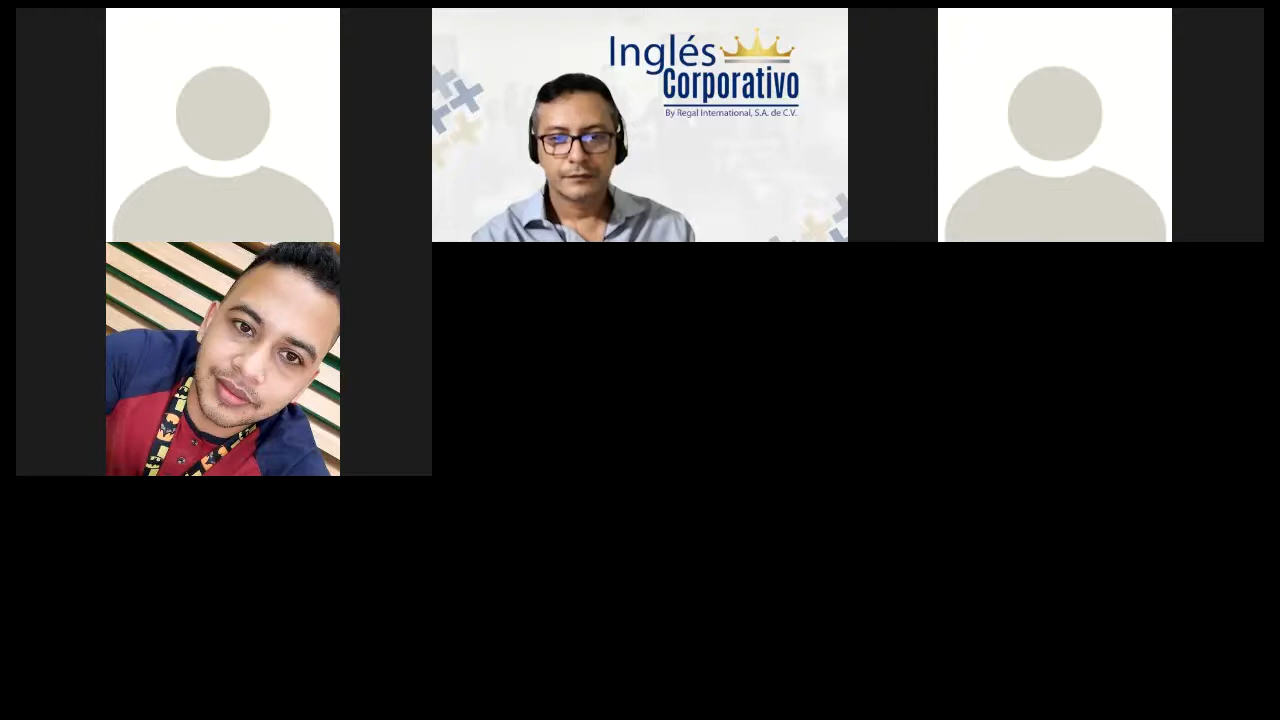 Inglés
Corporativo
By Regal International, S.A. de C.V.